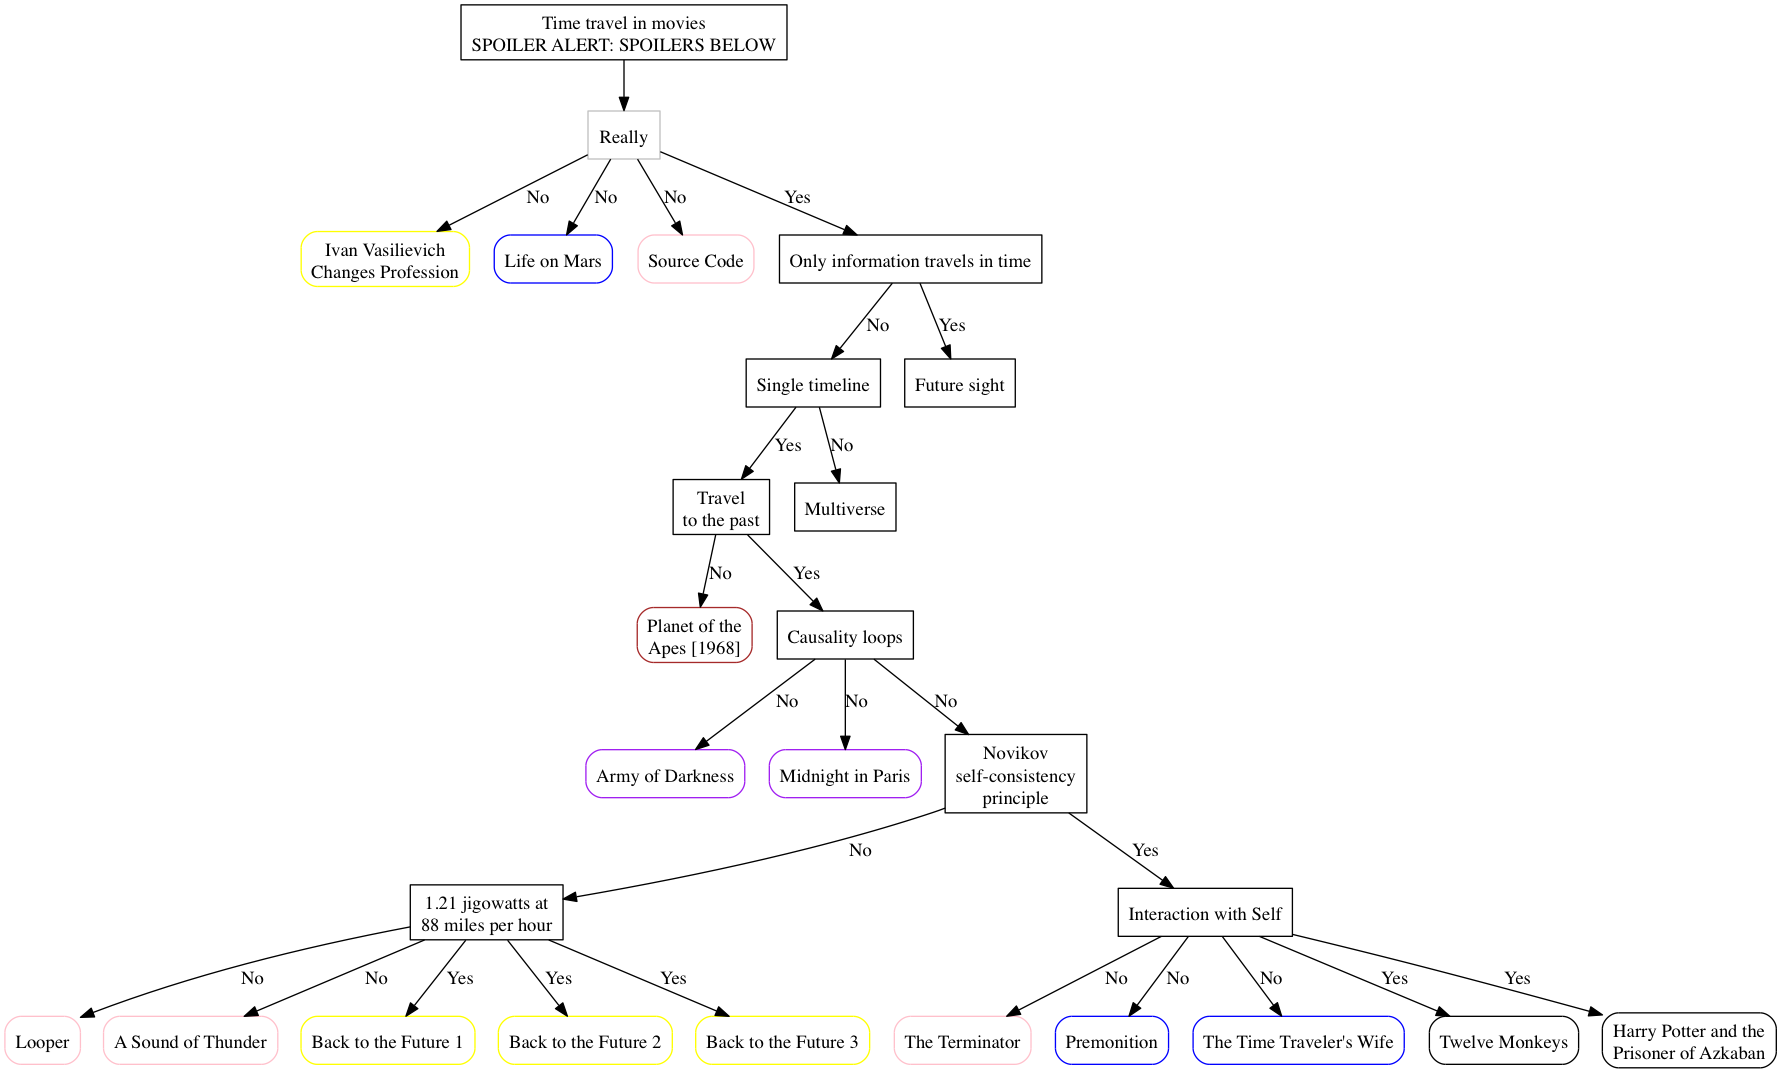 Time travel in movies
SPOILER ALERT: SPOILERS BELOW
Really
No
No
No
Yes
Ivan Vasilievich
Changes Profession
Life on Mars
Source Code
Only information travels in time
No
Yes
Single timeline
Future sight
Yes
No
Travel
to the past
Multiverse
No
Yes
Planet of the
Apes [1968]
Causality loops
No
No
No
Army of Darkness
Midnight in Paris
Novikov
self-consistency
principle
No
Yes
1.21 jigowatts at
88 miles per hour
Interaction with Self
No
No
Yes
Yes
Yes
No
No
No
Yes
Yes
Looper
A Sound of Thunder
Back to the Future 1
Back to the Future 2
Back to the Future 3
The Terminator
Premonition
The Time Traveler's Wife
Twelve Monkeys
Harry Potter and the
Prisoner of Azkaban